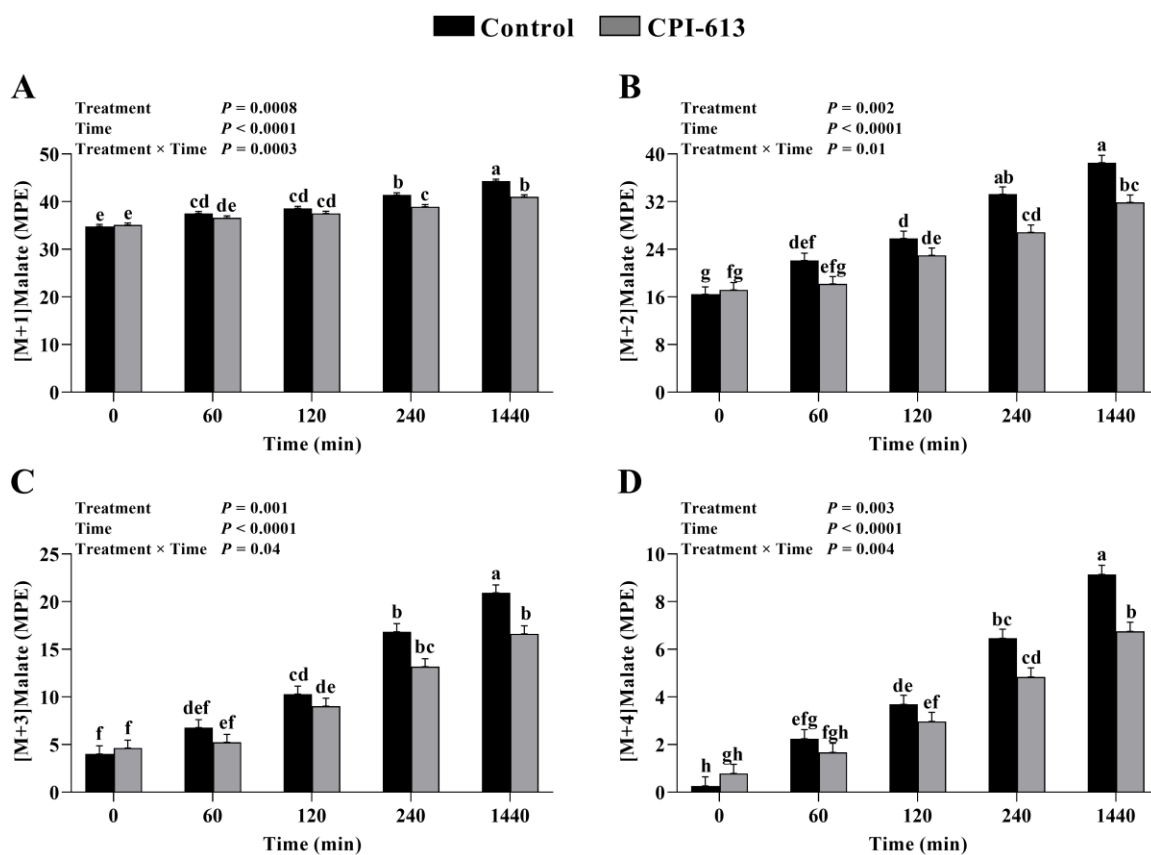 Control CPI-613
A
Treatment P = 0.0008
Time P < 0.0001
Treatment × Time P = 0.0003
[M+1]Malate (MPE)
50
40
30
20
10
0
e e cd de cd cd b c a b
0 60 120 240 1440
Time (min)
B
Treatment P = 0.002
Time P < 0.0001
Treatment × Time P = 0.01
[M+2]Malate (MPE)
40
32
24
16
8
0
g fg def efg d de ab cd a bc
0 60 120 240 1440
Time (min)
C
Treatment P = 0.001
Time P < 0.0001
Treatment × Time P = 0.04
[M+3]Malate (MPE)
25
20
15
10
5
0
f f def ef cd de b bc a b
0 60 120 240 1440
Time (min)
D
Treatment P = 0.003
Time P < 0.0001
Treatment × Time P = 0.004
[M+4]Malate (MPE)
10
8
6
4
2
0
h gh efg fgh de ef bc cd a b
0 60 120 240 1440
Time (min)